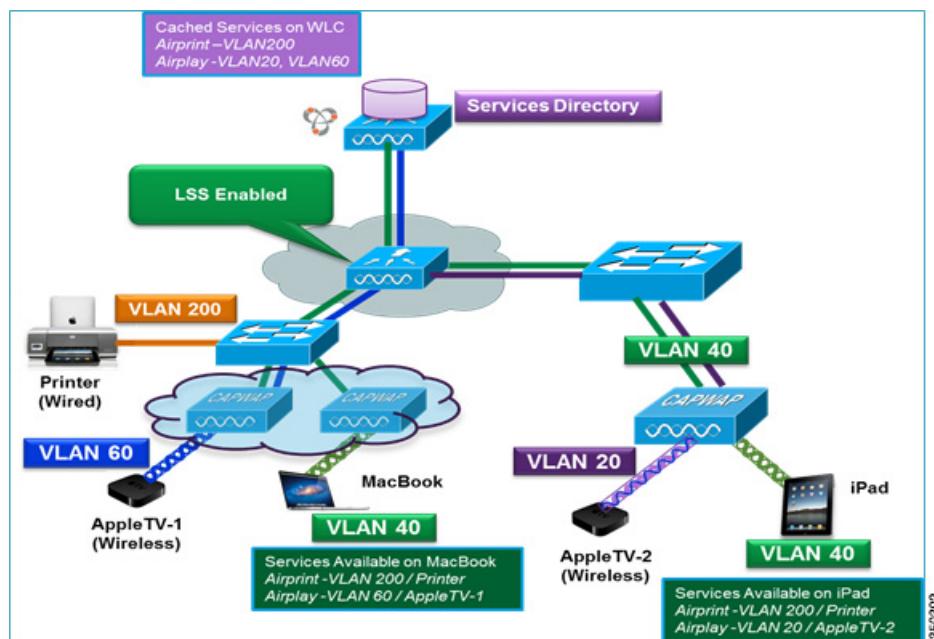 Cached Services on WLC
Airprint –VLAN200
Airplay -VLAN20, VLAN60
Services Directory
LSS Enabled
VLAN 200
Printer
(Wired)
VLAN 40
CAPWAP
CAPWAP
CAPWAP
VLAN 60
VLAN 20
MacBook
iPad
AppleTV-1
(Wireless)
VLAN 40
AppleTV-2
(Wireless)
VLAN 40
Services Available on MacBook
Airprint -VLAN 200 / Printer
Airplay -VLAN 60 / AppleTV-1
Services Available on iPad
Airprint -VLAN 200 / Printer
Airplay -VLAN 20 / AppleTV-2